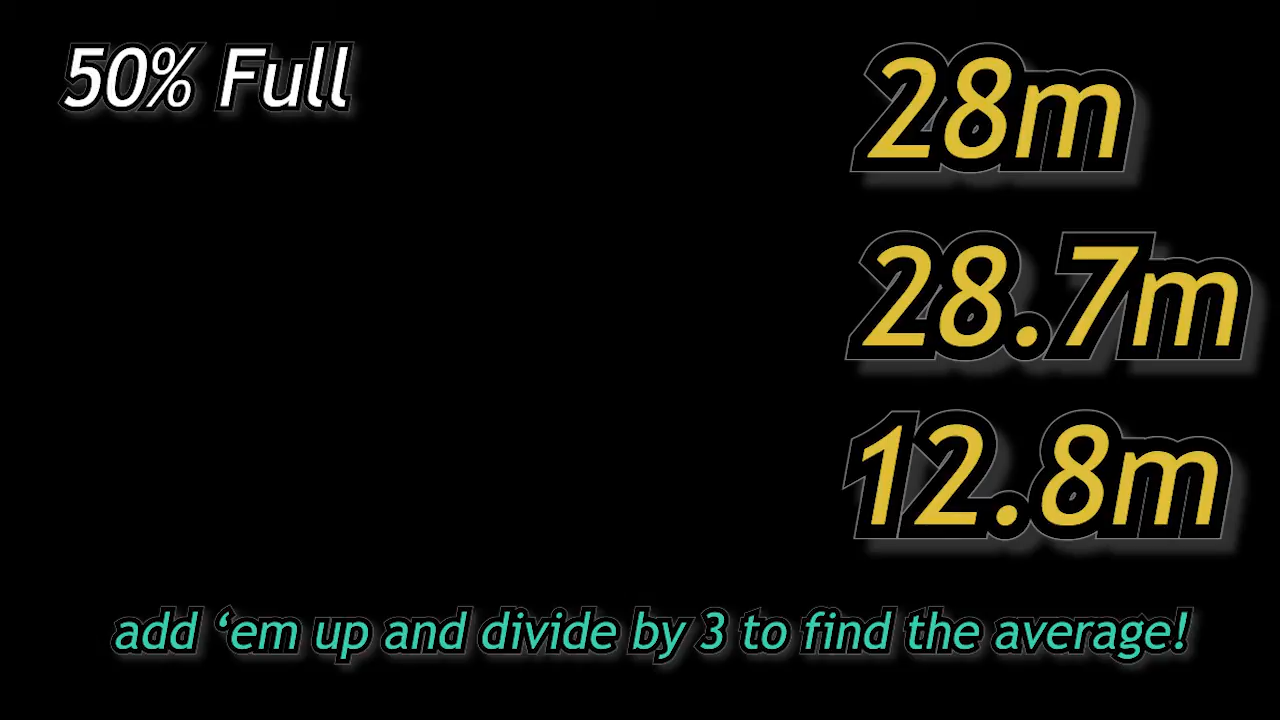 50% Full
28m
28.7m
12.8m
add ‘em up and divide by 3 to find the average!